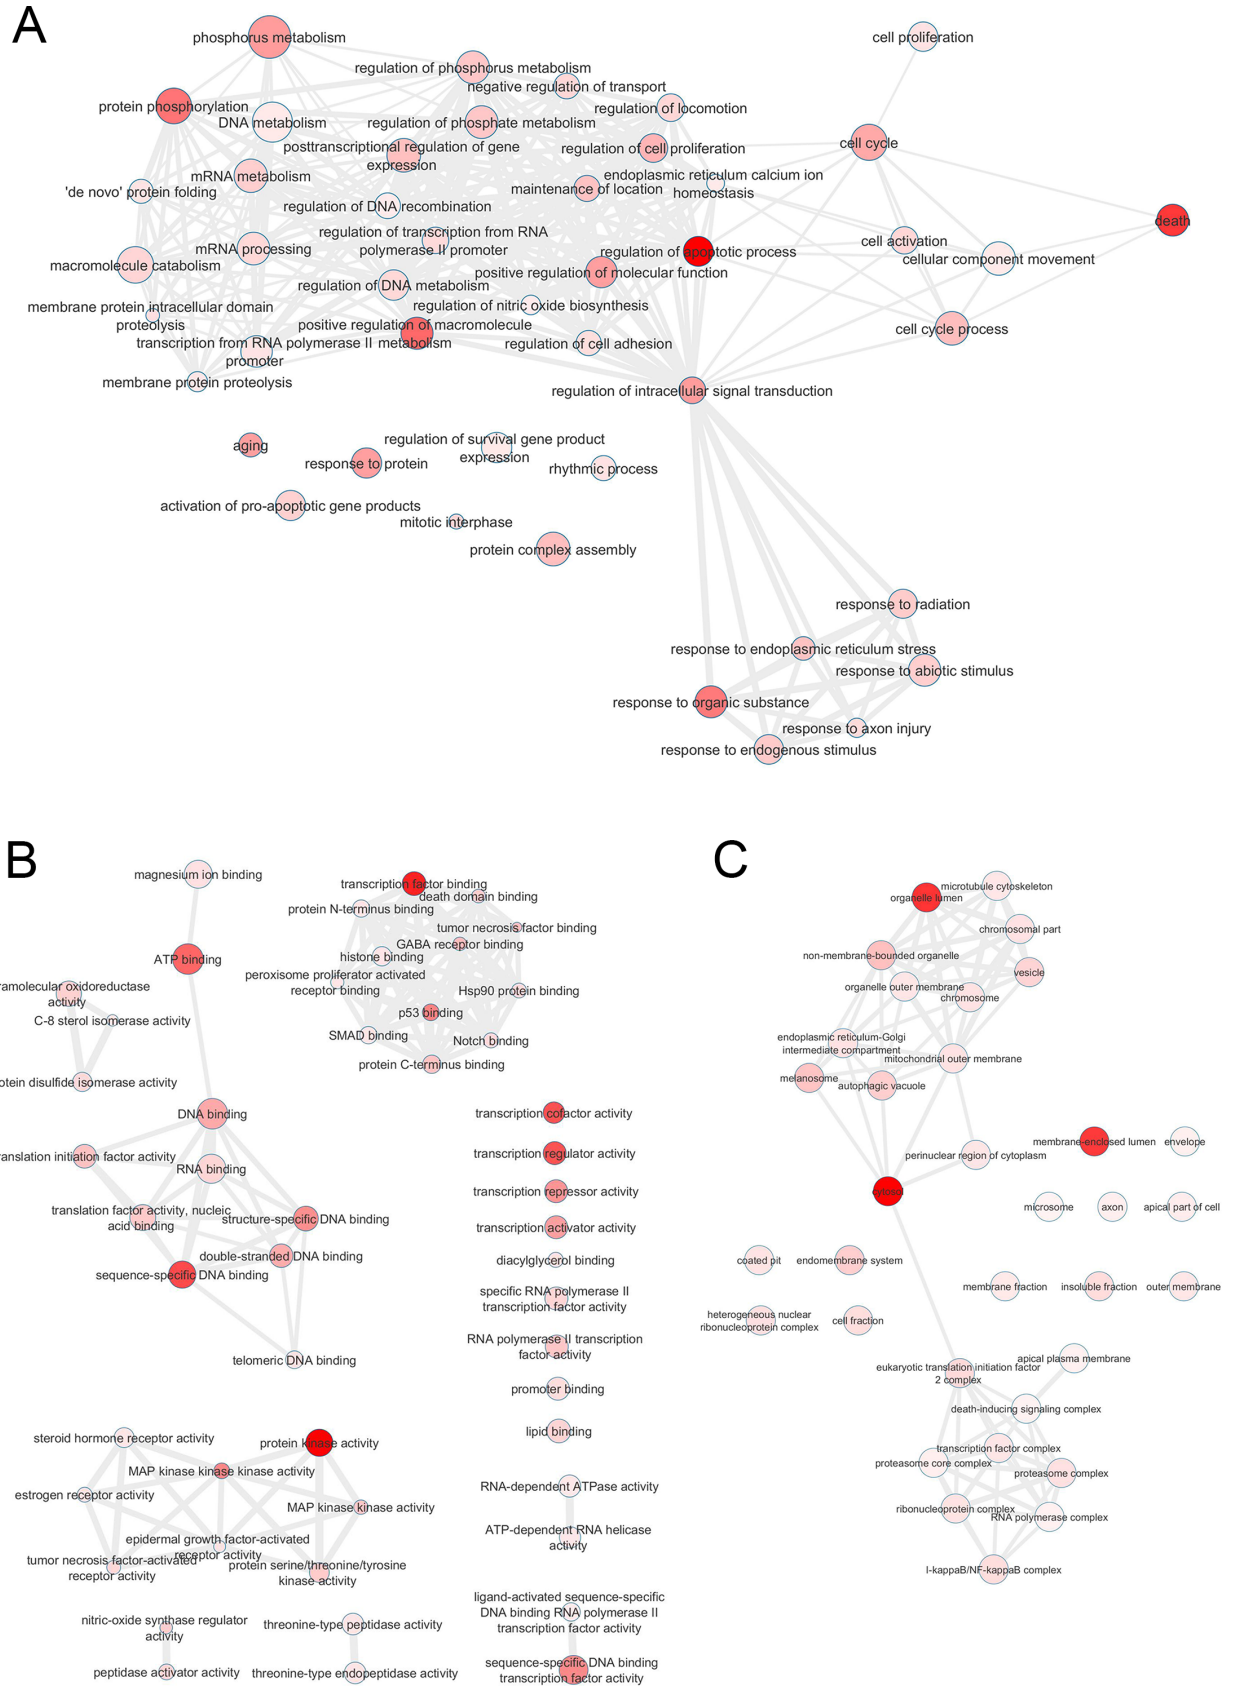 A
phosphorus metabolism
cell proliferation
regulation of phosphorus metabolism
negative regulation of transport
protein phosphorylation
regulation of locomotion
DNA metabolism
regulation of phosphate metabolism
cell cycle
posttranscriptional regulation of gene
expression
regulation of cell proliferation
mRNA metabolism
endoplasmic reticulum calcium ion
homeostasis
maintenance of location
'de novo' protein folding
regulation of DNA recombination
death
regulation of transcription from RNA
polymerase II promoter
cell activation
mRNA processing
regulation of apoptotic process
cellular component movement
macromolecule catabolism
positive regulation of molecular function
regulation of DNA metabolism
membrane protein intracellular domain
proteolysis
regulation of nitric oxide biosynthesis
positive regulation of macromolecule
metabolism
cell cycle process
transcription from RNA polymerase II
promoter
regulation of cell adhesion
membrane protein proteolysis
regulation of intracellular signal transduction
aging
regulation of survival gene product
expression
response to protein
rhythmic process
activation of pro-apoptotic gene products
mitotic interphase
protein complex assembly
response to radiation
response to endoplasmic reticulum stress
response to abiotic stimulus
response to organic substance
response to axon injury
response to endogenous stimulus
B
magnesium ion binding
transcription factor binding
death domain binding
protein N-terminus binding
tumor necrosis factor binding
GABA receptor binding
histone binding
ATP binding
peroxisome proliferator activated
receptor binding
Hsp90 protein binding
ramolecular oxidoreductase
activity
p53 binding
C-8 sterol isomerase activity
SMAD binding
Notch binding
protein C-terminus binding
otein disulfide isomerase activity
DNA binding
transcription cofactor activity
anslation initiation factor activity
transcription regulator activity
RNA binding
transcription repressor activity
translation factor activity, nucleic
acid binding
structure-specific DNA binding
transcription activator activity
double-stranded DNA binding
diacylglycerol binding
sequence-specific DNA binding
specific RNA polymerase II
transcription factor activity
RNA polymerase II transcription
factor activity
telomeric DNA binding
promoter binding
lipid binding
steroid hormone receptor activity
protein kinase activity
MAP kinase kinase kinase activity
RNA-dependent ATPase activity
estrogen receptor activity
MAP kinase kinase activity
ATP-dependent RNA helicase
activity
epidermal growth factor-activated
receptor activity
tumor necrosis factor-activated
receptor activity
protein serine/threonine/tyrosine
kinase activity
ligand-activated sequence-specific
DNA binding RNA polymerase II
transcription factor activity
nitric-oxide synthase regulator
activity
threonine-type peptidase activity
peptidase activator activity
threonine-type endopeptidase activity
sequence-specific DNA binding
transcription factor activity
C
microtubule cytoskeleton
organelle lumen
chromosomal part
non-membrane-bounded organelle
vesicle
organelle outer membrane
chromosome
endoplasmic reticulum-Golgi
intermediate compartment
mitochondrial outer membrane
melanosome
autophagic vacuole
membrane-enclosed lumen
envelope
perinuclear region of cytoplasm
cytosol
microsome
axon
apical part of cell
coated pit
endomembrane system
membrane fraction
insoluble fraction
outer membrane
heterogeneous nuclear
ribonucleoprotein complex
cell fraction
apical plasma membrane
eukaryotic translation initiation factor
2 complex
death-inducing signaling complex
transcription factor complex
proteasome core complex
proteasome complex
ribonucleoprotein complex
RNA polymerase complex
I-kappaB/NF-kappaB complex